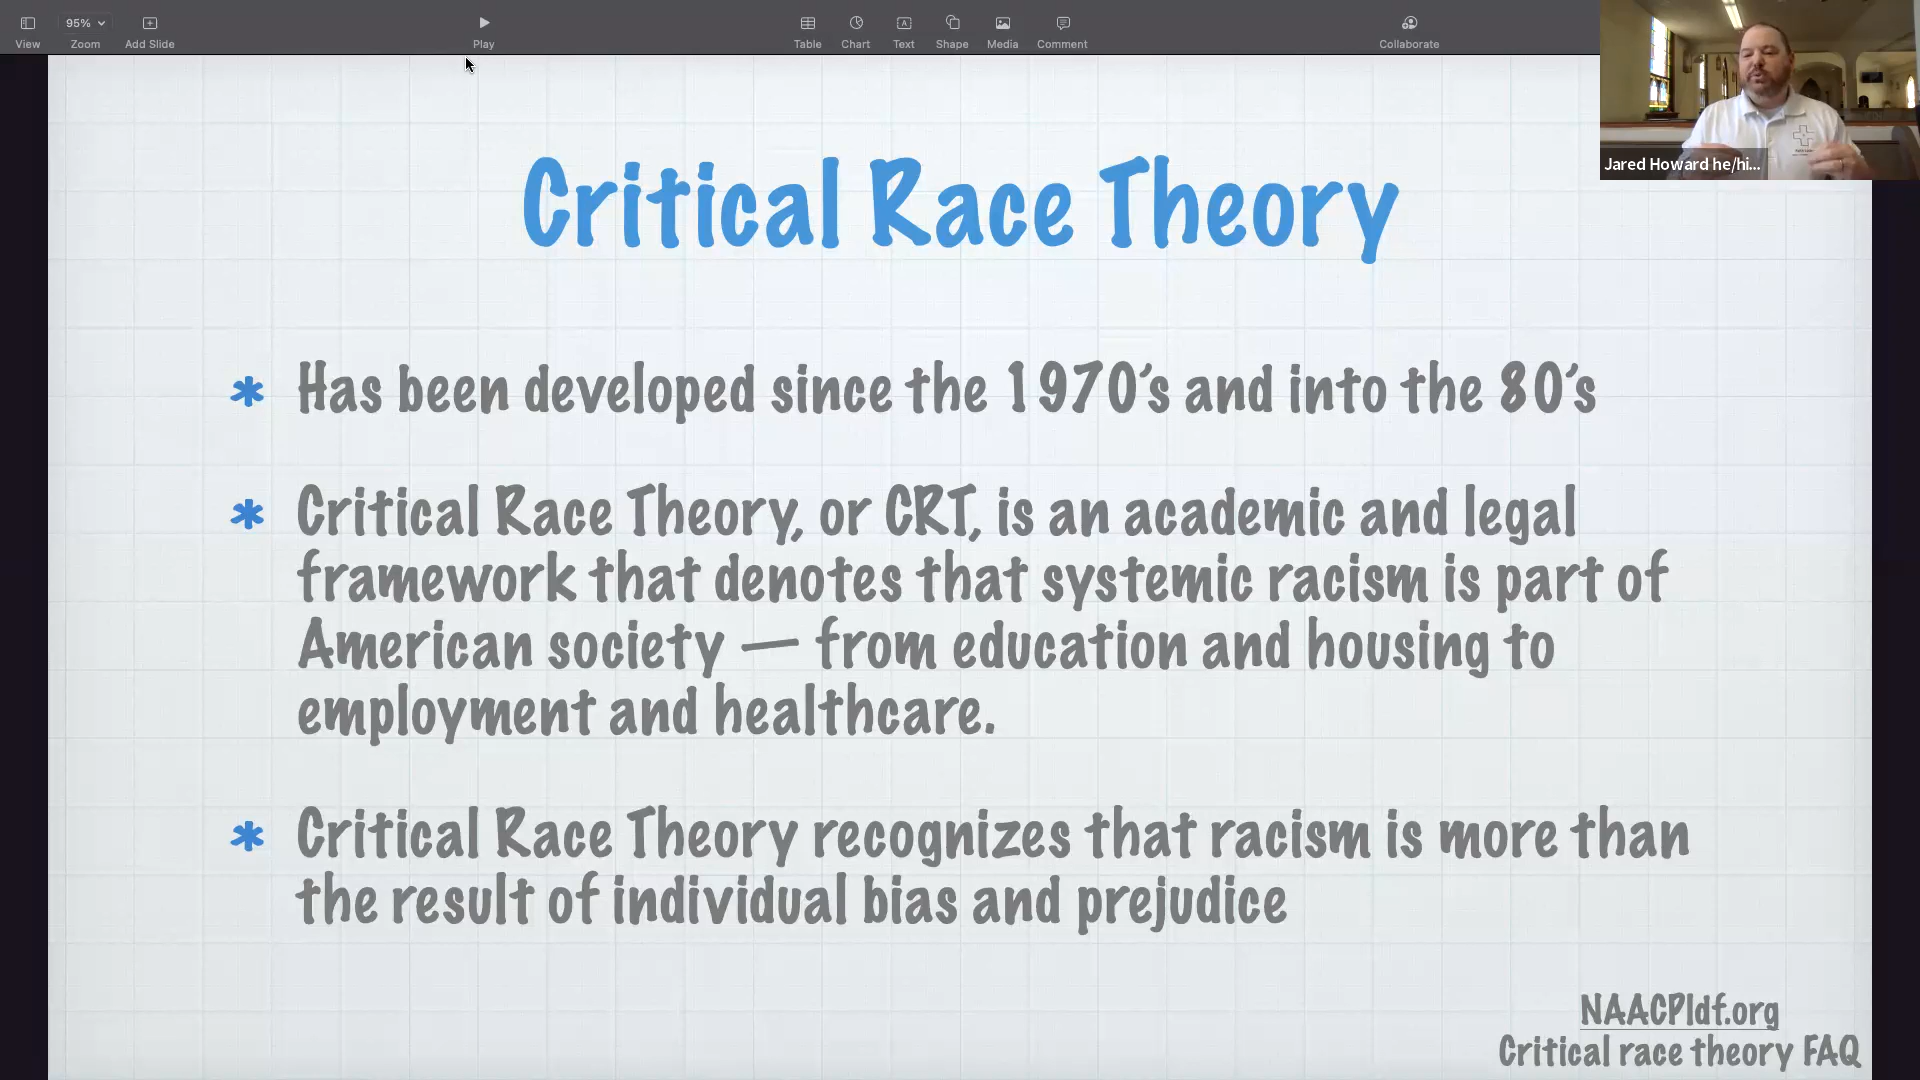 View
95%
Zoom
Add Slide
Play
Table
Chart
Text
Shape
Media
Comment
Collaborate
Jared Howard he/hi...
Critical Race Theory
* Has been developed since the 1970's and into the 80's
* Critical Race Theory, or CRT, is an academic and legal
framework that denotes that systemic racism is part of
American society — from education and housing to
employment and healthcare.
* Critical Race Theory recognizes that racism is more than
the result of individual bias and prejudice
NAACPldf.org
Critical race theory FAQ